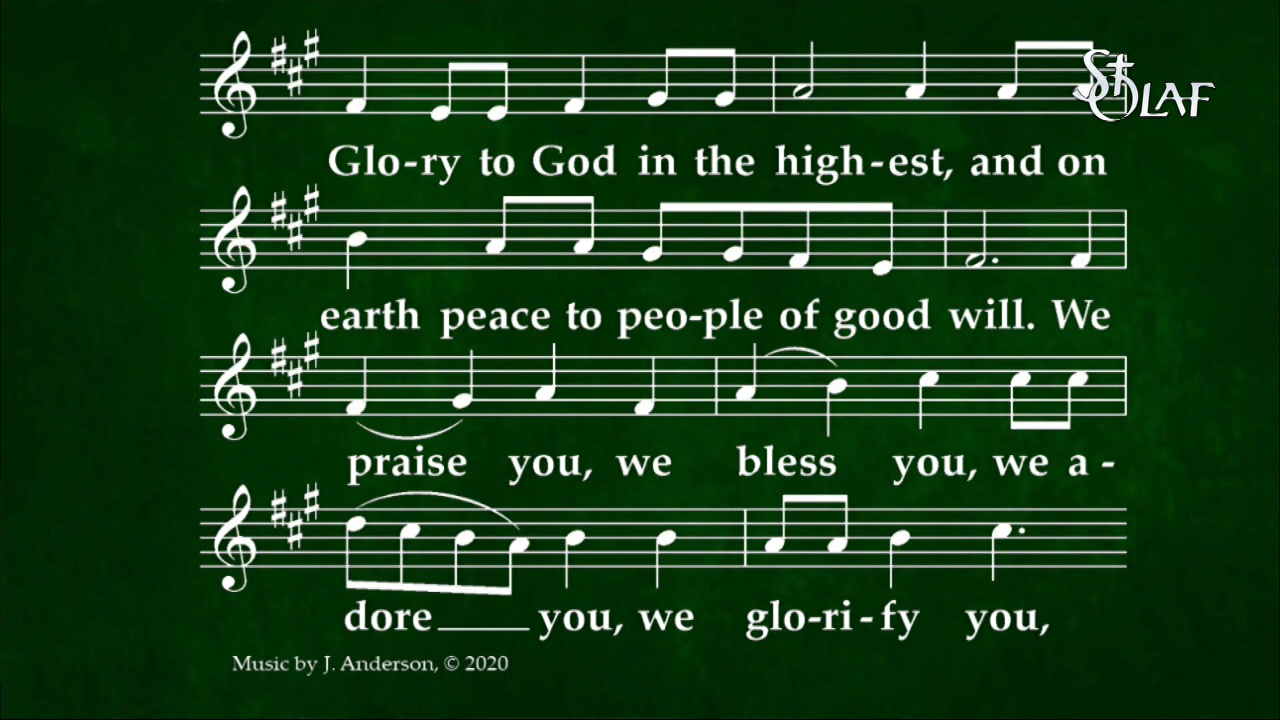 St OLAF
Glo-ry to God in the high-est, and on
earth peace to peo-ple of good will. We
praise you, we bless you, we a -
dore____ you, we glo-ri-fy you,
Music by J. Anderson, © 2020